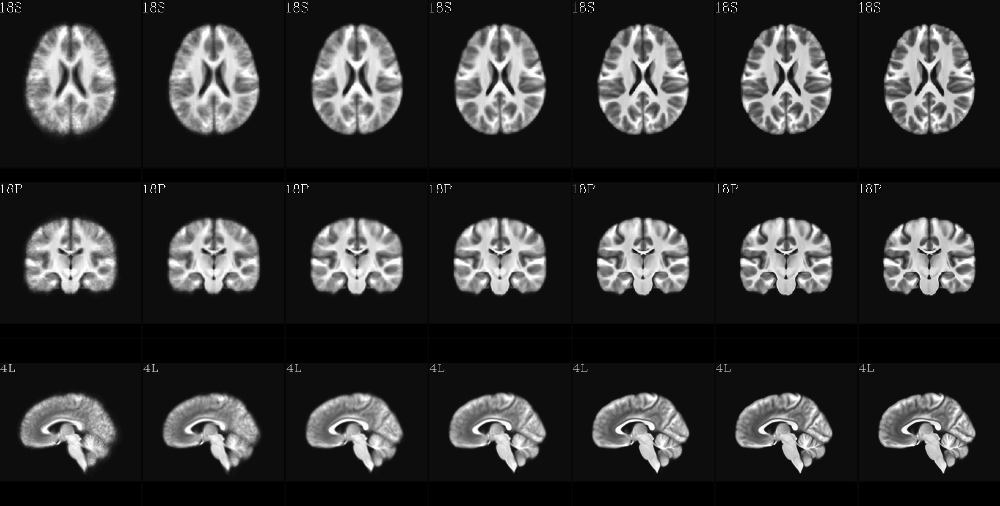 18S 18S 18S 18S 18S 18S 18S
18P 18P 18P 18P 18P 18P 18P
4L 4L 4L 4L 4L 4L 4L